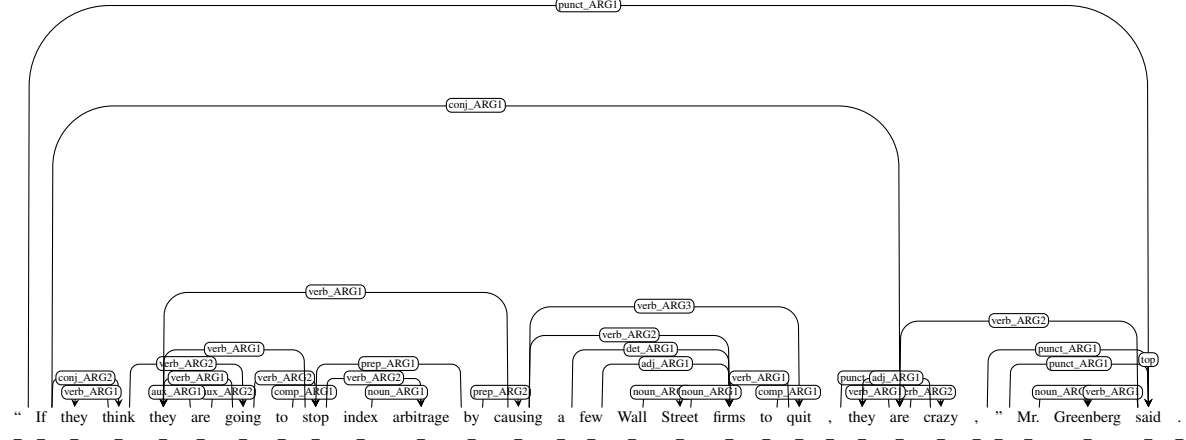 punct_ARG1
conj_ARG1
verb_ARG1
verb_ARG3
verb_ARG2
verb_ARG2
verb_ARG1 det_ARG1 punct_ARG1
verb_ARG2 prep_ARG1 adj_ARG1 punct_ARG1 top
conj_ARG2 verb_ARG1 verb_ARG2 verb_ARG2 verb_ARG1 adj_ARG1
verb_ARG1 aux_ARG1 comp_ARG1 noun_ARG1 prep_ARG2 noun_ARG1 comp_ARG1 verb_ARG1 verb_ARG1
“ If they think they are going to stop index arbitrage by causing a few Wall Street firms to quit , they are crazy , ” Mr. Greenberg said .